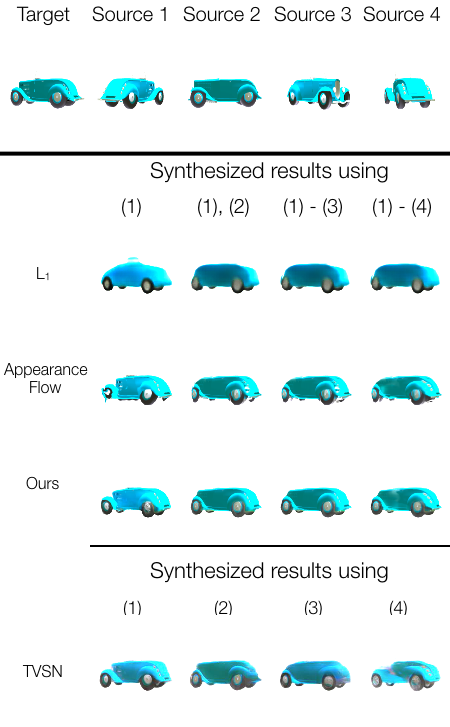 Target Source 1 Source 2 Source 3 Source 4
Synthesized results using
(1) (1), (2) (1) - (3) (1) - (4)
L₁
Appearance
Flow
Ours
Synthesized results using
(1) (2) (3) (4)
TVSN